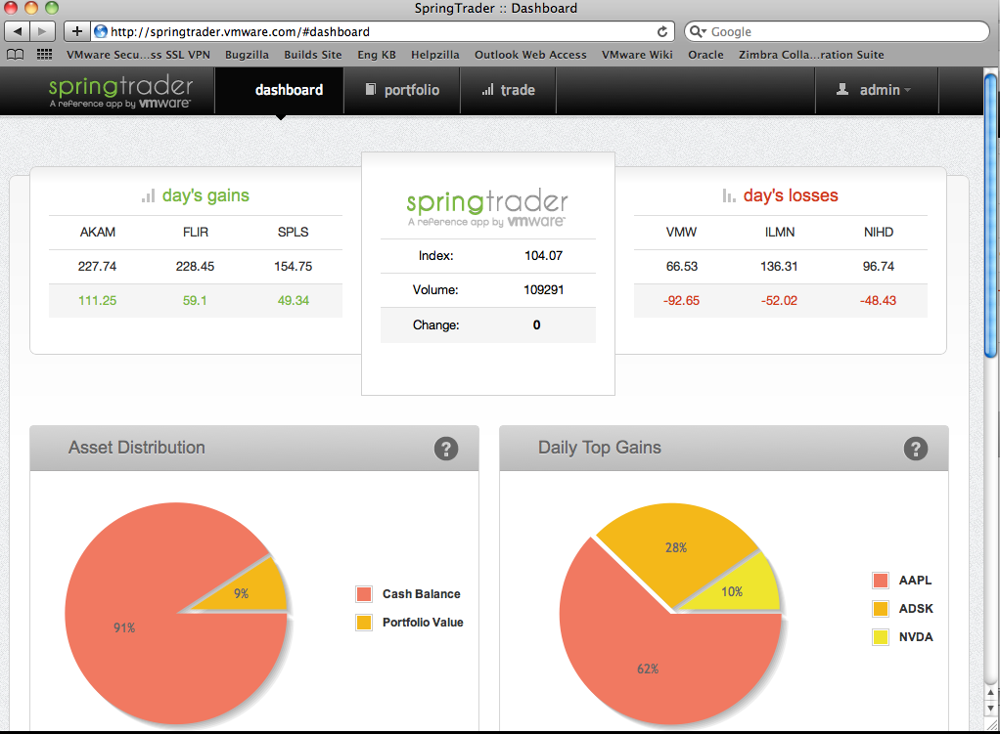 SpringTrader :: Dashboard
http://springtrader.vmware.com/#dashboard
Google
VMware Secu...ss SSL VPN Bugzilla Builds Site Eng KB Helpzilla Outlook Web Access VMware Wiki Oracle Zimbra Colla...ration Suite
springtrader
A reference app by vmware™
dashboard portfolio trade admin
day's gains
AKAM FLIR SPLS
227.74 228.45 154.75
111.25 59.1 49.34
springtrader
A reference app by vmware™
Index: 104.07
Volume: 109291
Change: 0
day's losses
VMW ILMN NIHD
66.53 136.31 96.74
-92.65 -52.02 -48.43
Asset Distribution ?
9%
91%
Cash Balance
Portfolio Value
Daily Top Gains ?
28%
10%
62%
AAPL
ADSK
NVDA